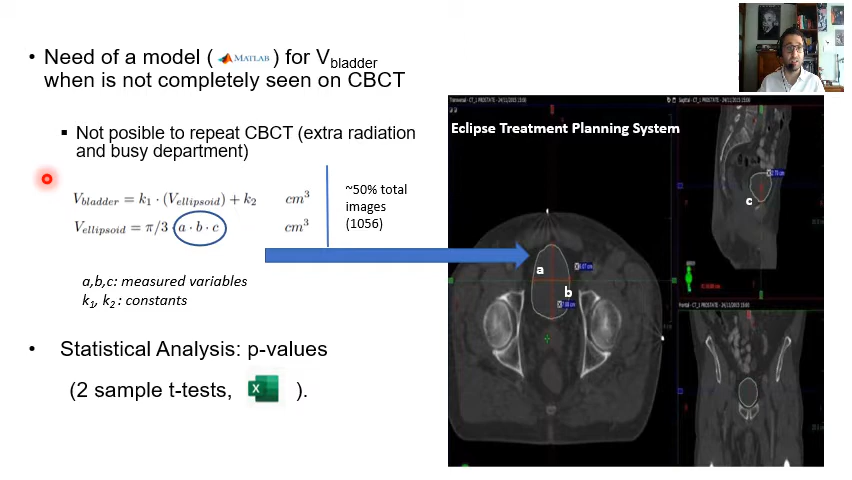 • Need of a model ( MATLAB ) for Vbladder
when is not completely seen on CBCT
▪ Not posible to repeat CBCT (extra radiation
and busy department)
V_bladder = k₁ · (V_ellipsoid) + k₂ cm³
V_ellipsoid = π/3 · a · b · c cm³
~50% total
images
(1056)
a,b,c: measured variables
k₁, k₂ : constants
• Statistical Analysis: p-values
(2 sample t-tests, X ).
Eclipse Treatment Planning System
a
b
c